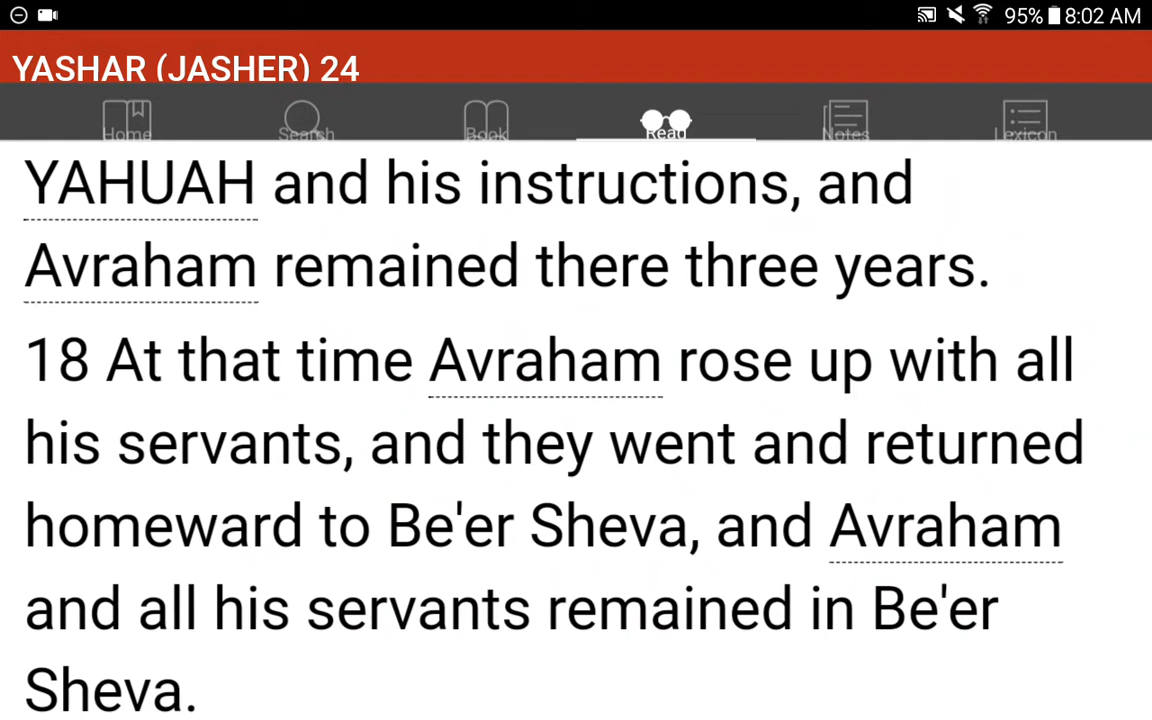 95% 8:02 AM
YASHAR (JASHER) 24
Home Search Book Read Notes Lexicon
YAHUAH and his instructions, and
Avraham remained there three years.
18 At that time Avraham rose up with all
his servants, and they went and returned
homeward to Be'er Sheva, and Avraham
and all his servants remained in Be'er
Sheva.